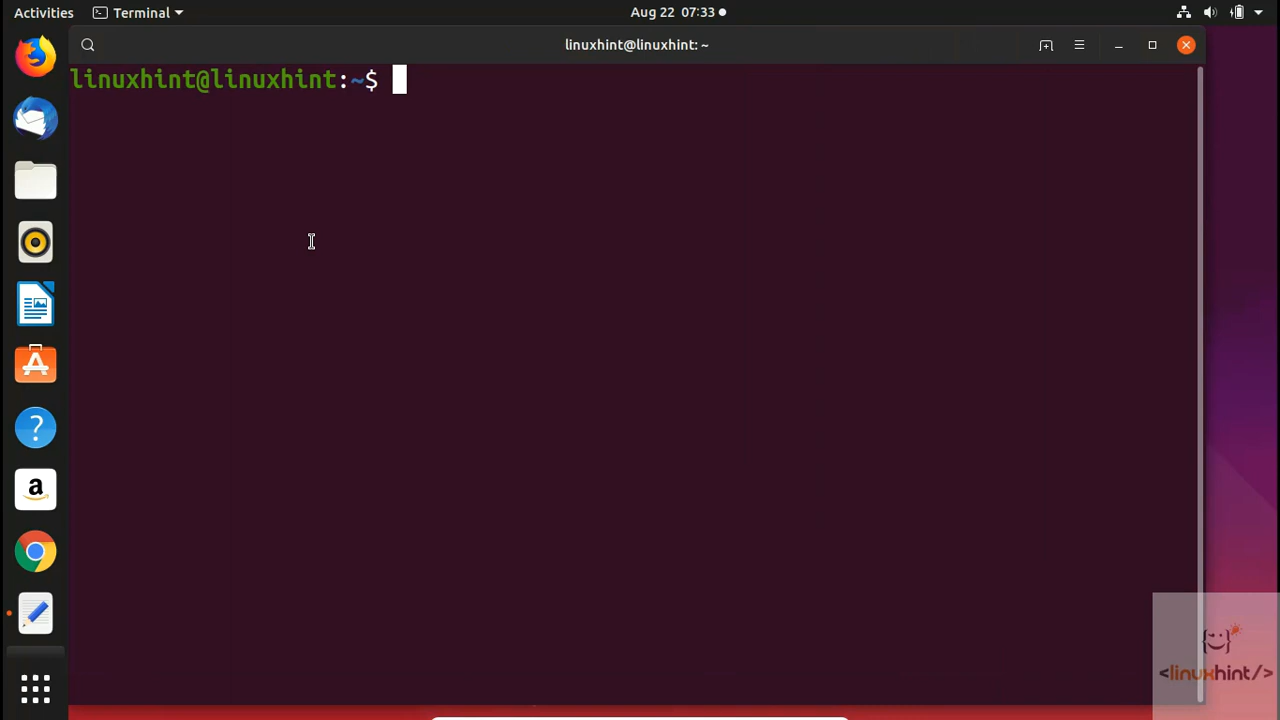 Activities
Terminal
Aug 22 07:33
linuxhint@linuxhint: ~
linuxhint@linuxhint:~$
a
<linuxhint/>